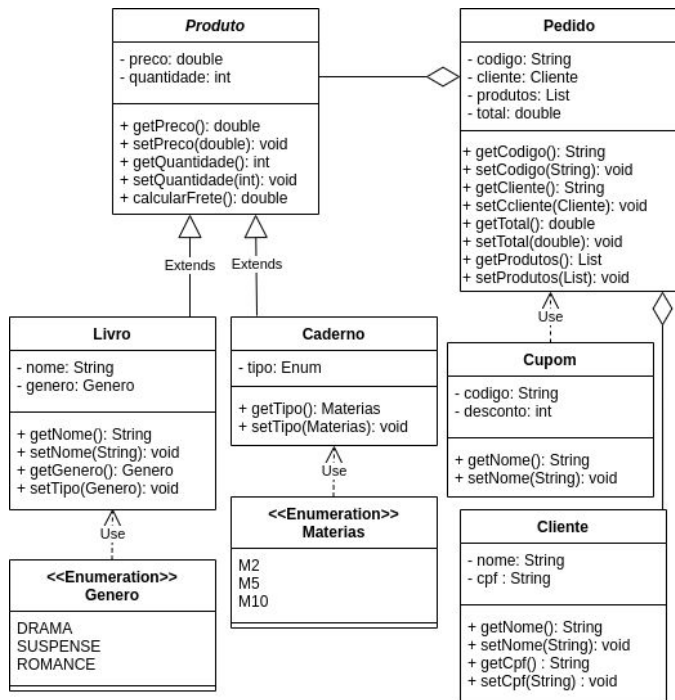 Produto
- preco: double
- quantidade: int
+ getPreco(): double
+ setPreco(double): void
+ getQuantidade(): int
+ setQuantidade(int): void
+ calcularFrete(): double
Pedido
- codigo: String
- cliente: Cliente
- produtos: List
- total: double
+ getCodigo(): String
+ setCodigo(String): void
+ getCliente(): String
+ setCcliente(Cliente): void
+ getTotal(): double
+ setTotal(double): void
+ getProdutos(): List
+ setProdutos(List): void
Extends
Extends
Use
Livro
- nome: String
- genero: Genero
+ getNome(): String
+ setNome(String): void
+ getGenero(): Genero
+ setTipo(Genero): void
Caderno
- tipo: Enum
+ getTipo(): Materias
+ setTipo(Materias): void
Cupom
- codigo: String
- desconto: int
+ getNome(): String
+ setNome(String): void
Use
Use
<<Enumeration>>
Genero
DRAMA
SUSPENSE
ROMANCE
<<Enumeration>>
Materias
M2
M5
M10
Cliente
- nome: String
- cpf : String
+ getNome(): String
+ setNome(String): void
+ getCpf() : String
+ setCpf(String) : void